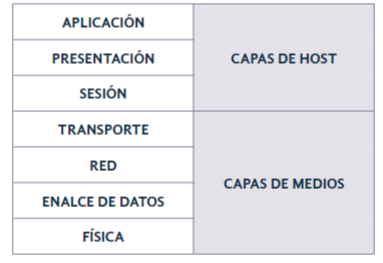 APLICACIÓN
PRESENTACIÓN
SESIÓN
CAPAS DE HOST
TRANSPORTE
RED
ENALCE DE DATOS
FÍSICA
CAPAS DE MEDIOS